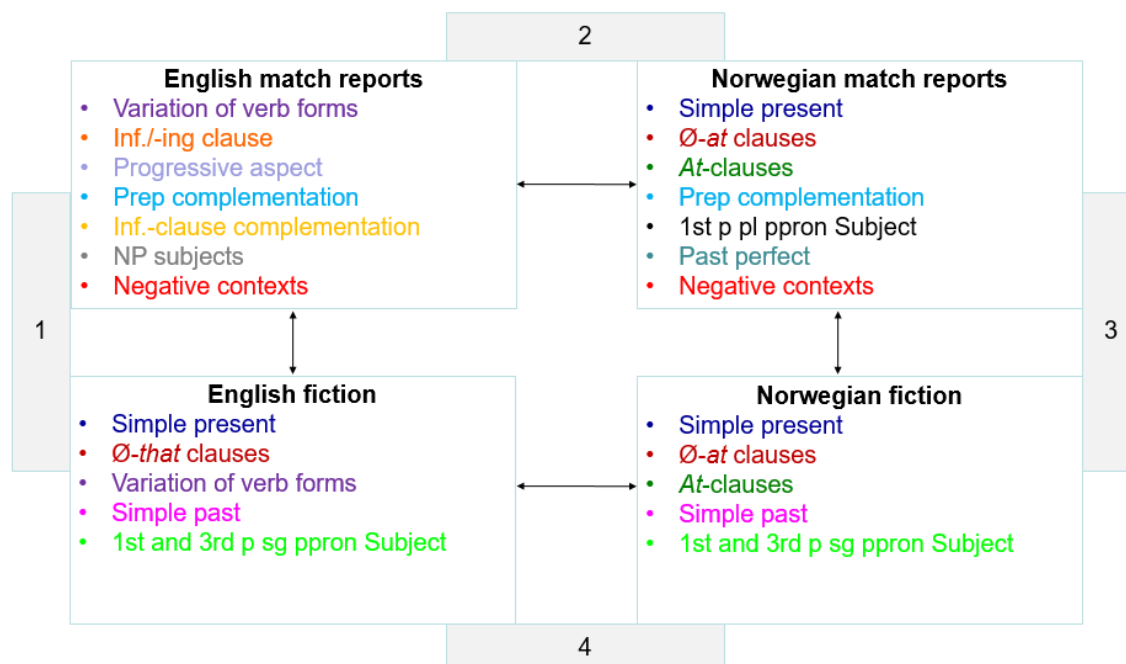 2
English match reports
• Variation of verb forms
• Inf./-ing clause
• Progressive aspect
• Prep complementation
• Inf.-clause complementation
• NP subjects
• Negative contexts
Norwegian match reports
• Simple present
• Ø-at clauses
• At-clauses
• Prep complementation
• 1st p pl ppron Subject
• Past perfect
• Negative contexts
1
3
English fiction
• Simple present
• Ø-that clauses
• Variation of verb forms
• Simple past
• 1st and 3rd p sg ppron Subject
Norwegian fiction
• Simple present
• Ø-at clauses
• At-clauses
• Simple past
• 1st and 3rd p sg ppron Subject
4